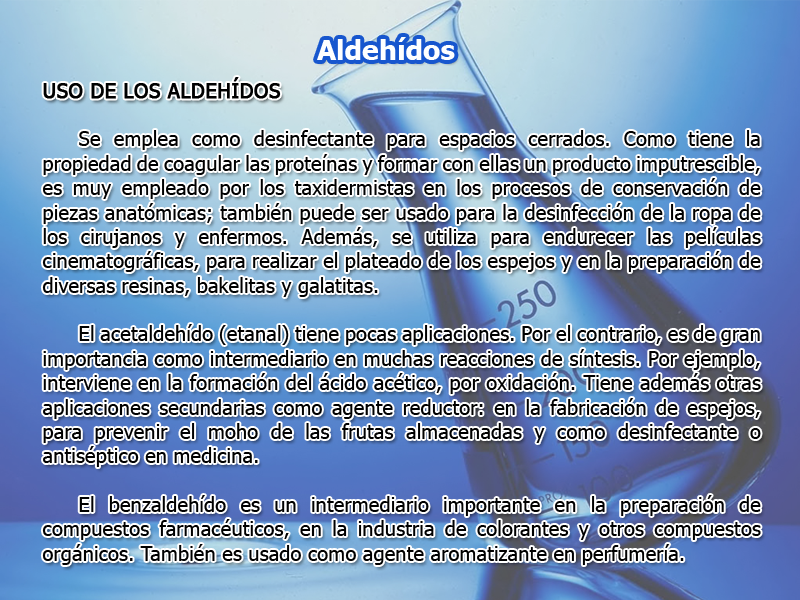 Aldehídos
USO DE LOS ALDEHÍDOS
Se emplea como desinfectante para espacios cerrados. Como tiene la
propiedad de coagular las proteínas y formar con ellas un producto imputrescible,
es muy empleado por los taxidermistas en los procesos de conservación de
piezas anatómicas; también puede ser usado para la desinfección de la ropa de
los cirujanos y enfermos. Además, se utiliza para endurecer las películas
cinematográficas, para realizar el plateado de los espejos y en la preparación de
diversas resinas, bakelitas y galatitas.
250
El acetaldehído (etanal) tiene pocas aplicaciones. Por el contrario, es de gran
importancia como intermediario en muchas reacciones de síntesis. Por ejemplo,
interviene en la formación del ácido acético, por oxidación. Tiene además otras
aplicaciones secundarias como agente reductor: en la fabricación de espejos,
para prevenir el moho de las frutas almacenadas y como desinfectante o
antiséptico en medicina.
150
100
El benzaldehído es un intermediario importante en la preparación de
compuestos farmacéuticos, en la industria de colorantes y otros compuestos
orgánicos. También es usado como agente aromatizante en perfumería.